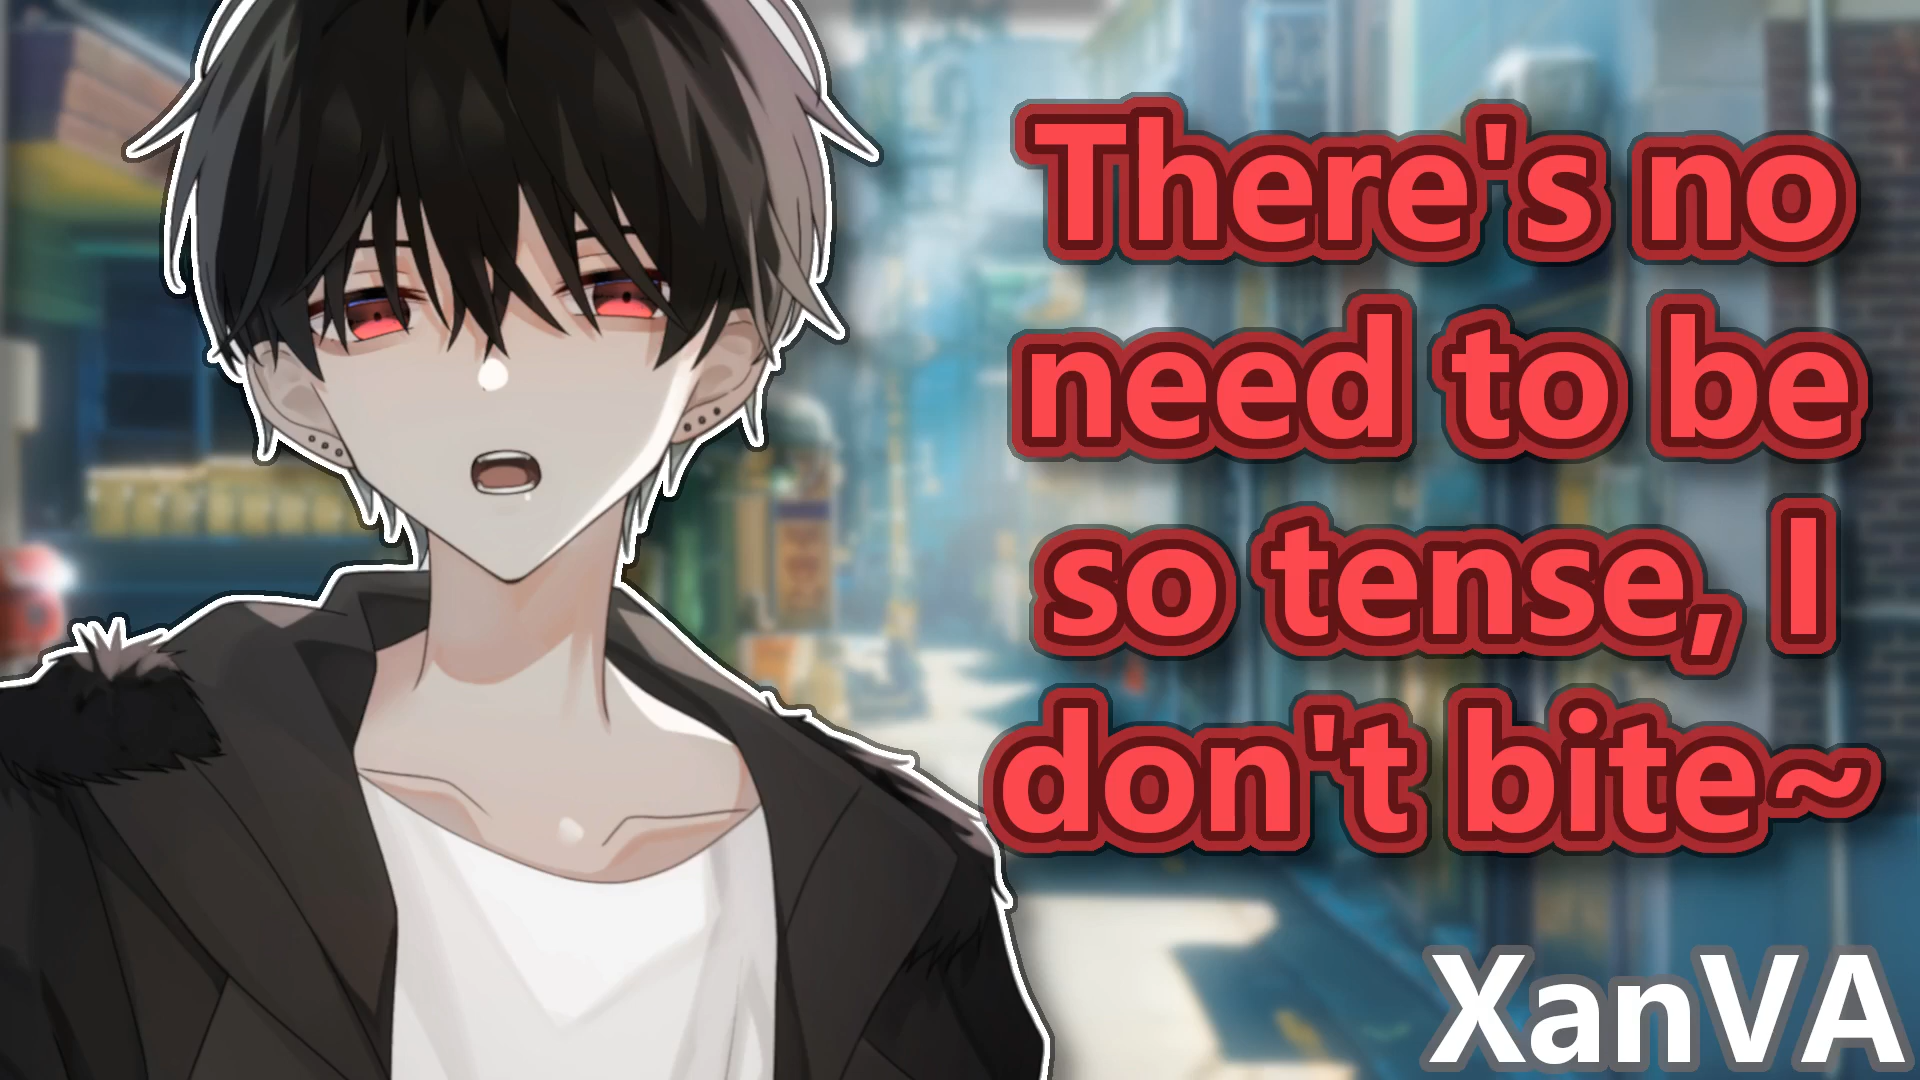 There's no
need to be
so tense, I
don't bite~
XanVA